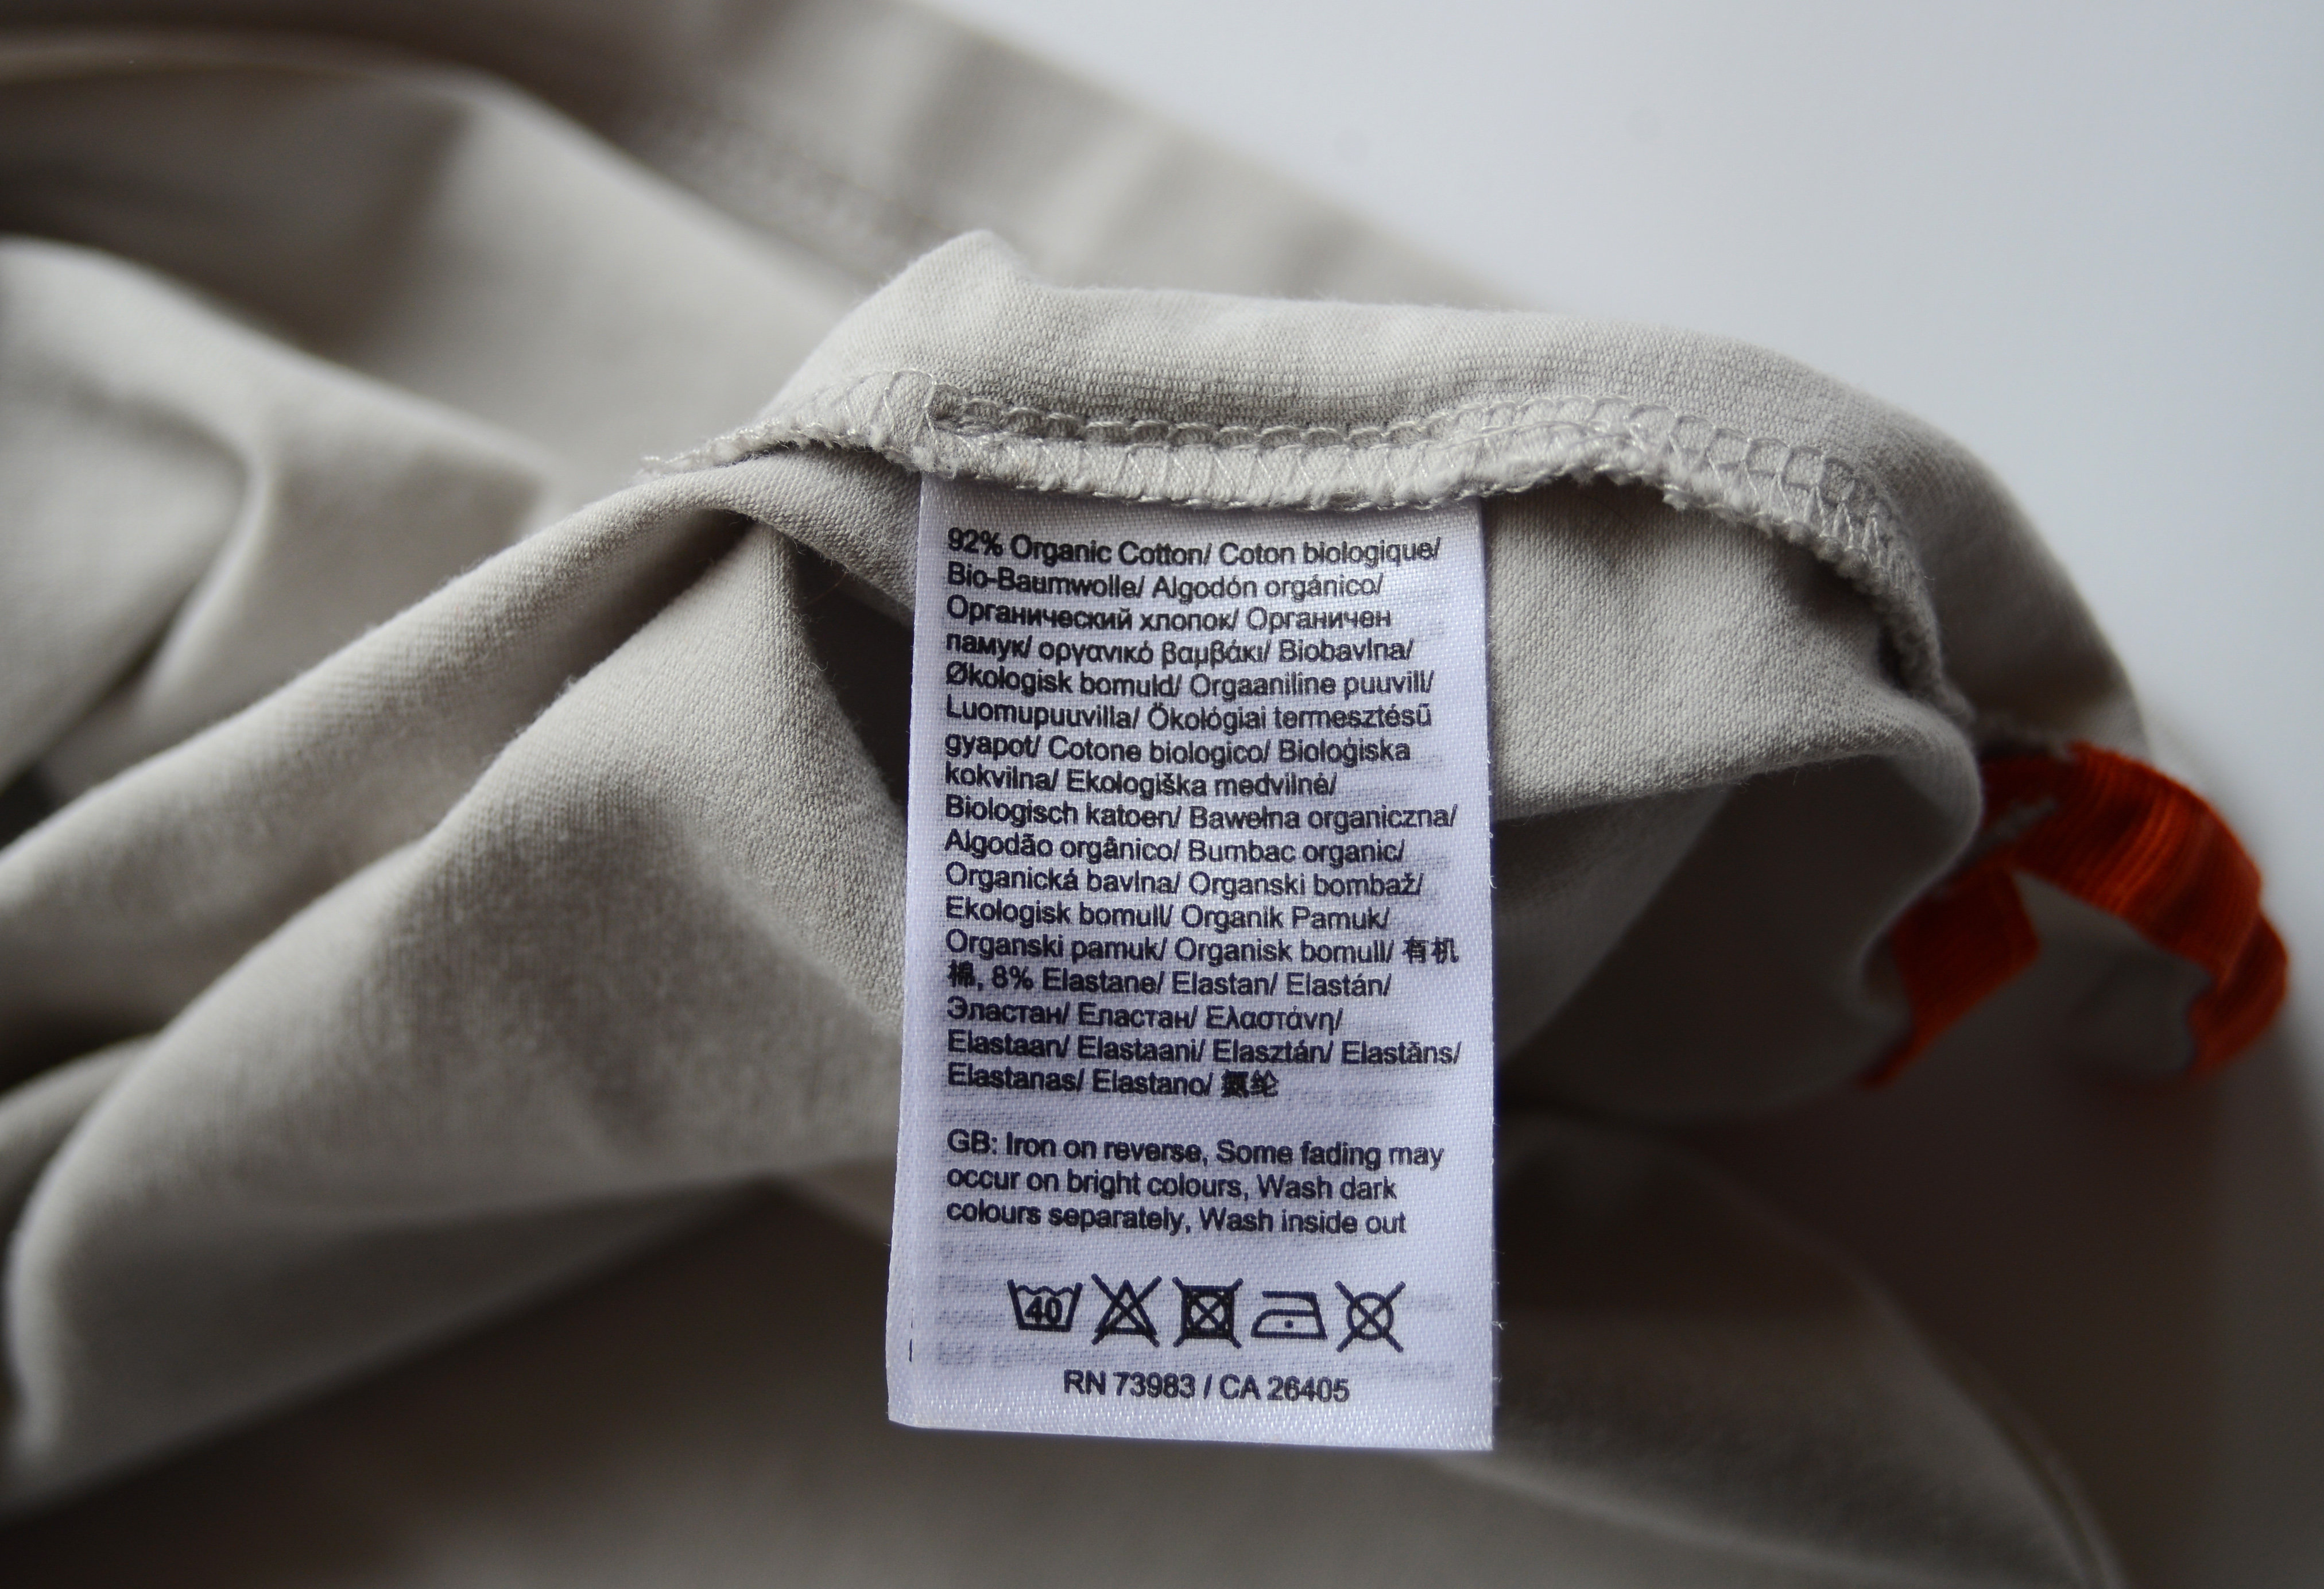 92% Organic Cotton/ Coton biologique/
Bio-Baumwolle/ Algodón orgánico/
Органический хлопок/ Органичен
памук/ οργανικό βαμβάκι/ Biobavlna/
Økologisk bomuld/ Orgaaniline puuvill/
Luomupuuvilla/ Ökológiai termesztésű
gyapot/ Cotone biologico/ Bioloģiska
kokvilna/ Ekologiška medvilnė/
Biologisch katoen/ Bawełna organiczna/
Algodão orgânico/ Bumbac organic/
Organická bavlna/ Organski bombaž/
Ekologisk bomull/ Organik Pamuk/
Organski pamuk/ Organisk bomull/ 有机
棉, 8% Elastane/ Elastan/ Elastán/
Эластан/ Еластан/ Ελαστάνη/
Elastaan/ Elastaani/ Elasztán/ Elastāns/
Elastanas/ Elastano/ 氨纶
GB: Iron on reverse, Some fading may
occur on bright colours, Wash dark
colours separately, Wash inside out
40
RN 73983 / CA 26405